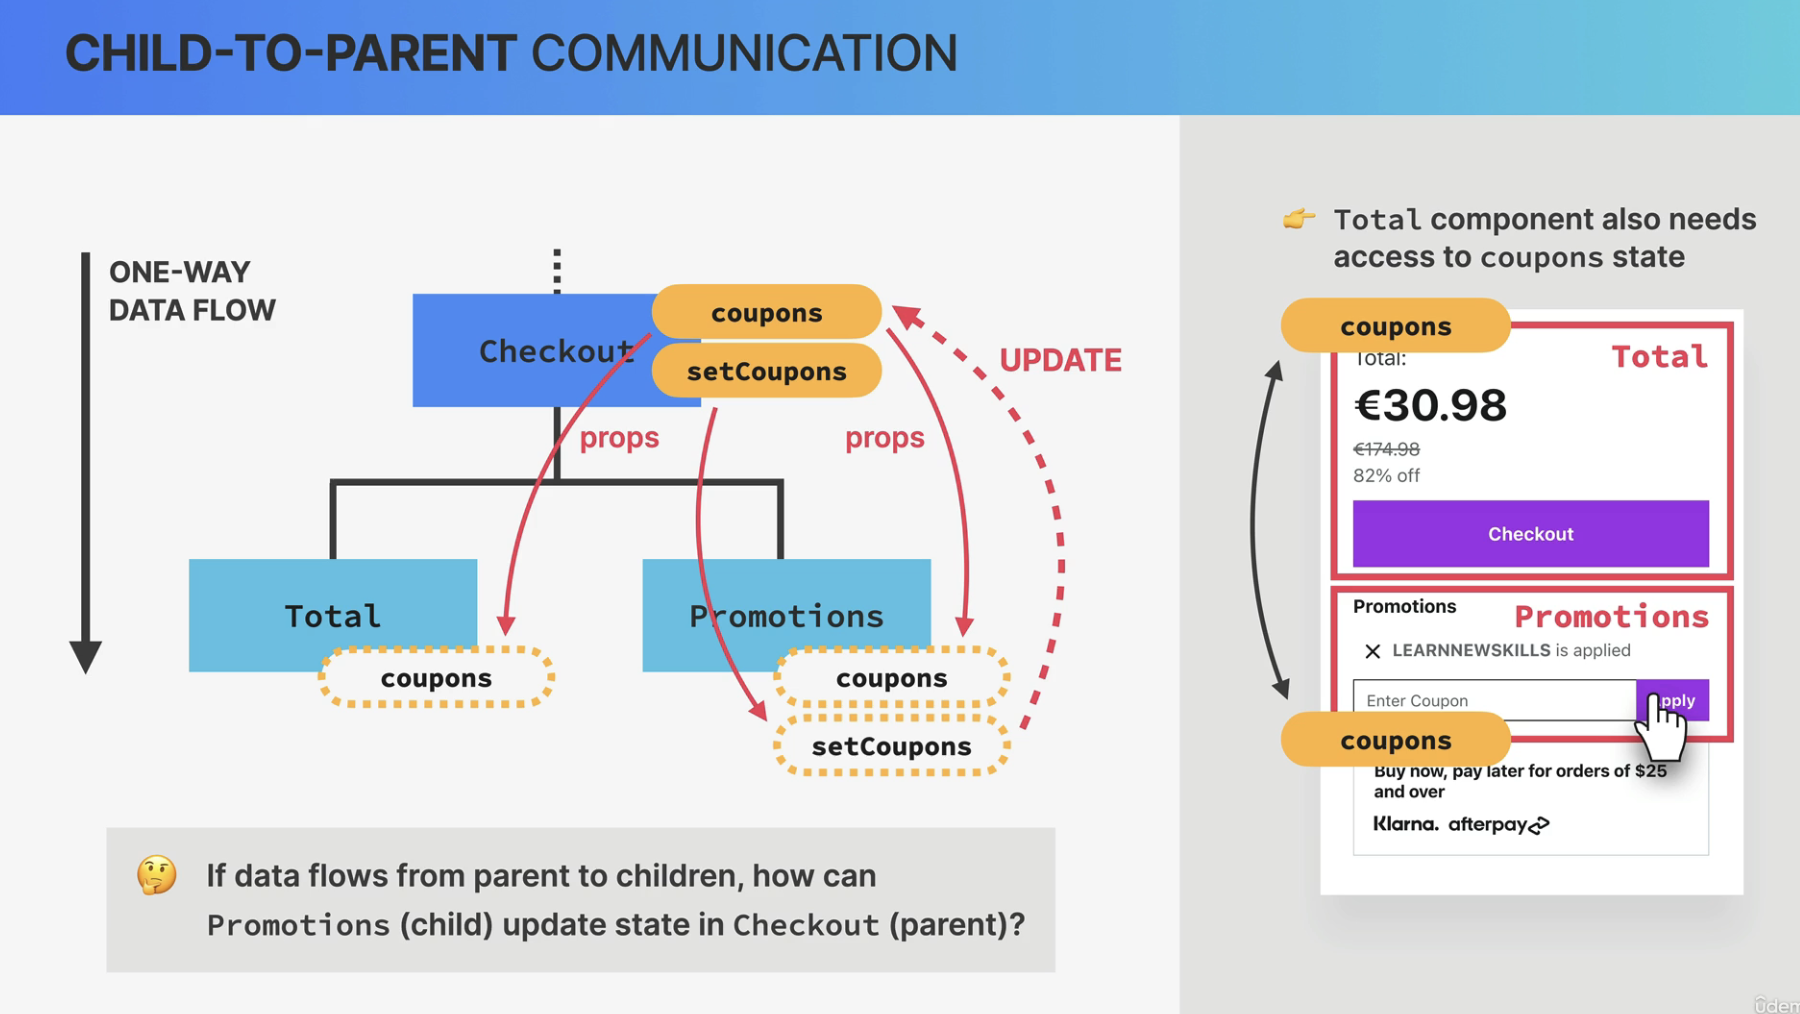 CHILD-TO-PARENT COMMUNICATION
ONE-WAY
DATA FLOW
Checkout
coupons
setCoupons
UPDATE
props
props
Total
Promotions
coupons
coupons
setCoupons
🤔 If data flows from parent to children, how can
Promotions (child) update state in Checkout (parent)?
👉 Total component also needs
access to coupons state
coupons
Total:
Total
€30.98
€174.98
82% off
Checkout
Promotions
Promotions
LEARNNEWSKILLS is applied
Enter Coupon
coupons
Buy now, pay later for orders of $25
and over
Klarna. afterpay